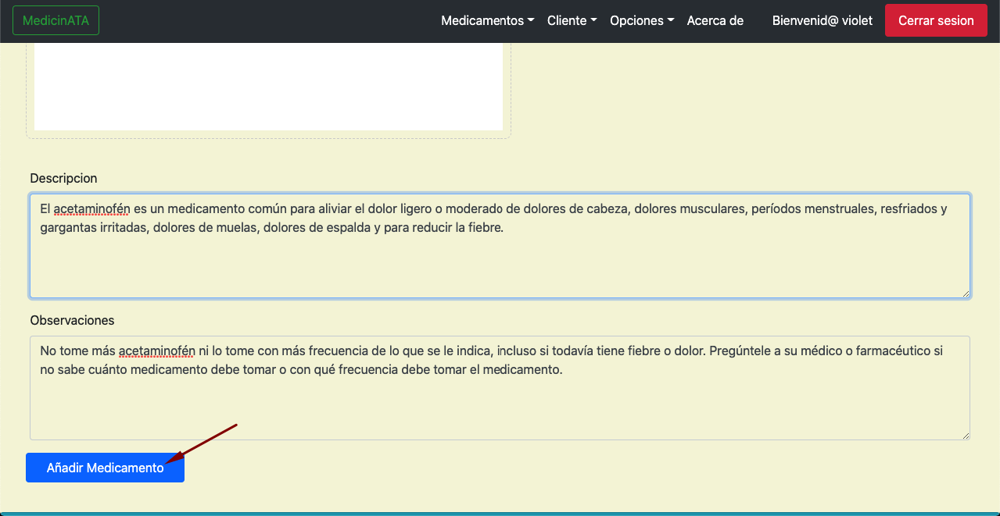 MedicinATA
Medicamentos Cliente Opciones Acerca de Bienvenid@ violet Cerrar sesion
Descripcion
El acetaminofén es un medicamento común para aliviar el dolor ligero o moderado de dolores de cabeza, dolores musculares, períodos menstruales, resfriados y
gargantas irritadas, dolores de muelas, dolores de espalda y para reducir la fiebre.
Observaciones
No tome más acetaminofén ni lo tome con más frecuencia de lo que se le indica, incluso si todavía tiene fiebre o dolor. Pregúntele a su médico o farmacéutico si
no sabe cuánto medicamento debe tomar o con qué frecuencia debe tomar el medicamento.
Añadir Medicamento